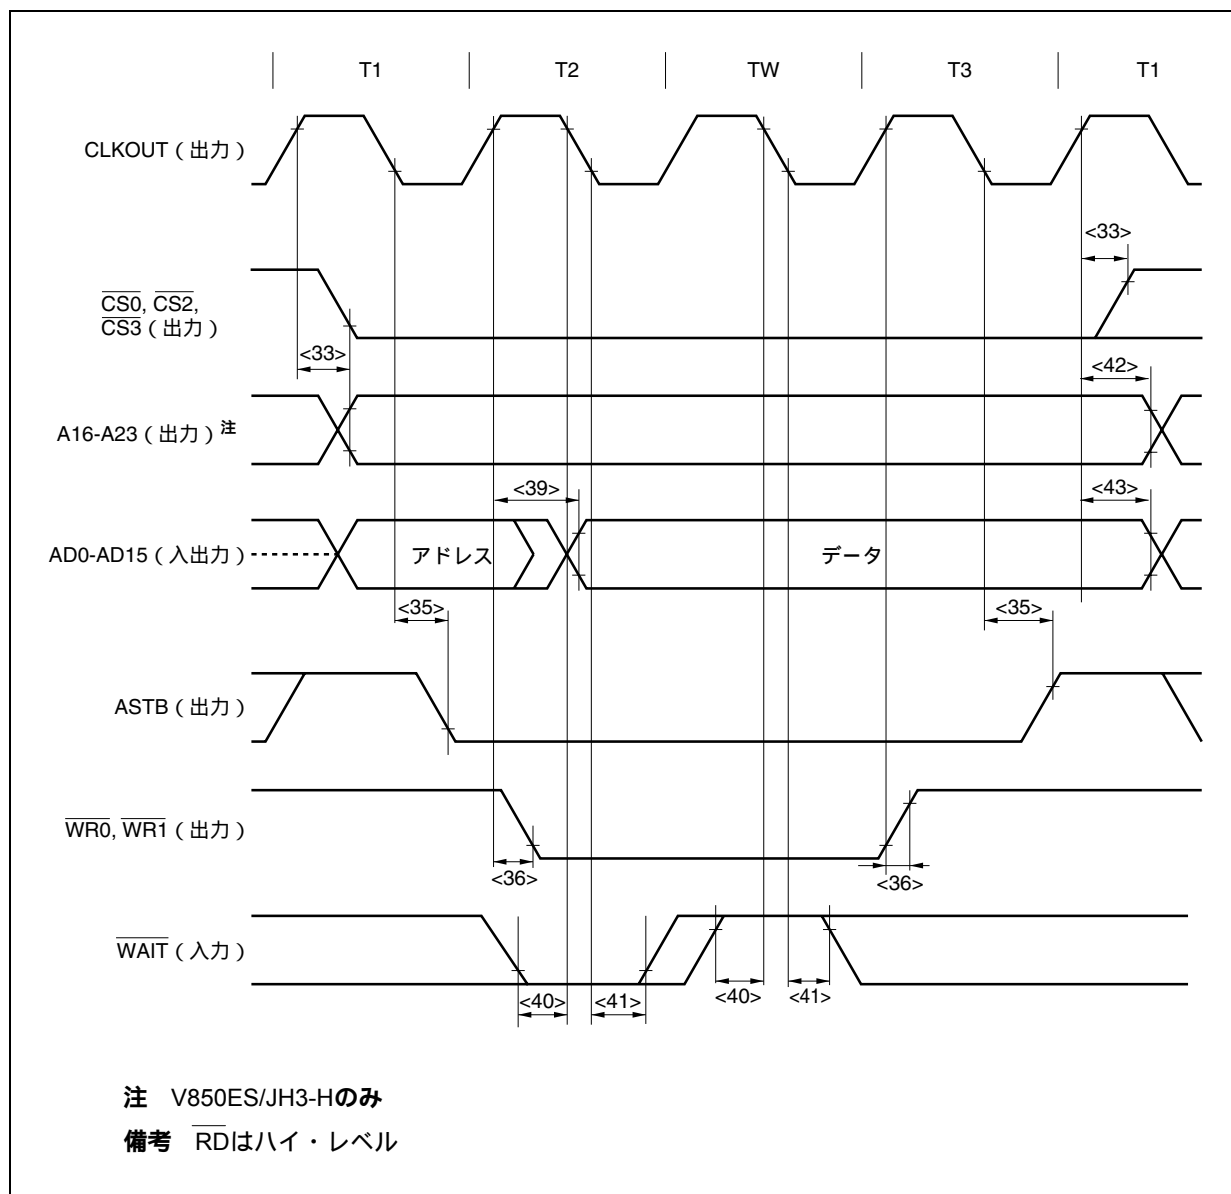 T1 T2 TW T3 T1
CLKOUT（出力）
<33>
CS0, CS2,
CS3（出力）
<33>
<42>
A16-A23（出力）注
<39>
<43>
AD0-AD15（入出力）
アドレス
データ
<35>
<35>
ASTB（出力）
WR0, WR1（出力）
<36>
<36>
WAIT（入力）
<40> <41> <40> <41>
注 V850ES/JH3-Hのみ
備考 RDはハイ・レベル